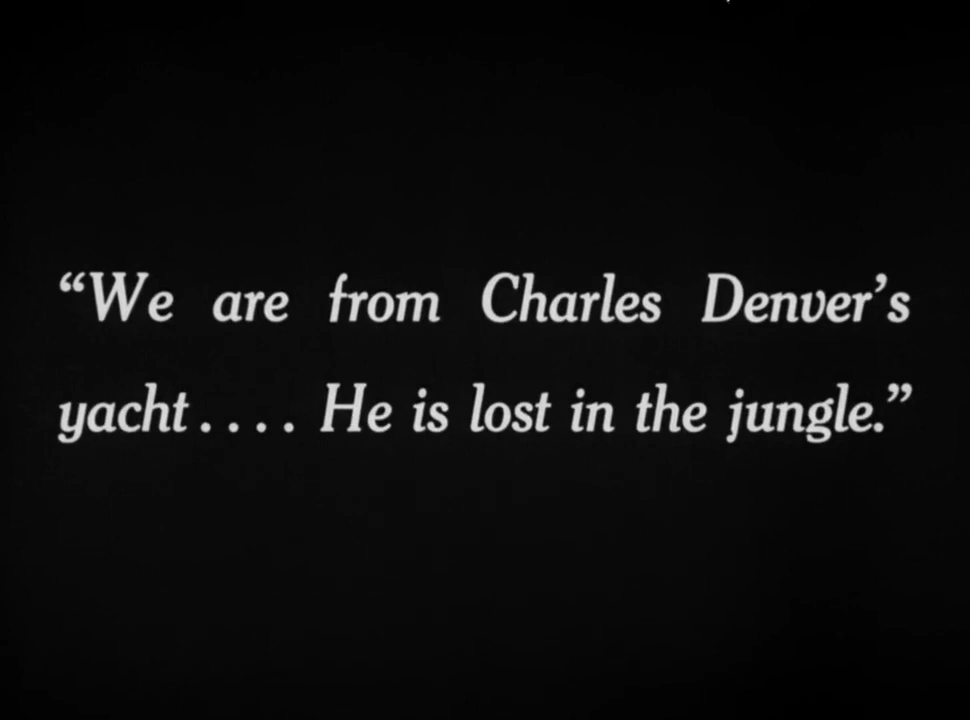 “We are from Charles Denver’s
yacht.... He is lost in the jungle.”